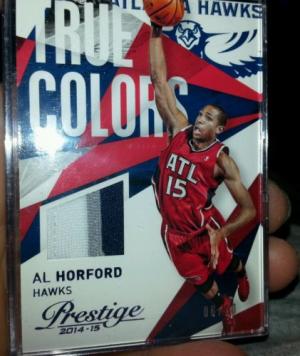 ATLANTA HAWKS
TRUE
COLORS
ATL
15
AL HORFORD
HAWKS
Prestige
2014-15